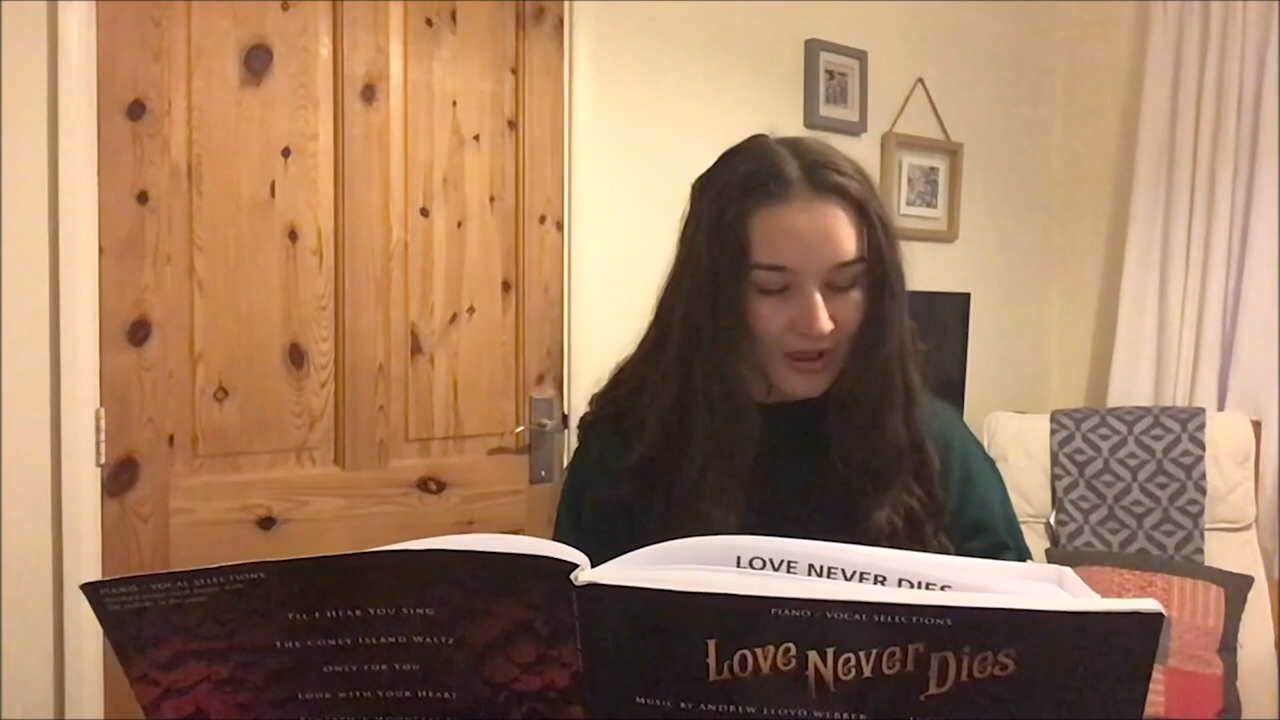 PIANO / VOCAL SELECTIONS
TIL I HEAR YOU SING
THE CONEY ISLAND WALTZ
ONLY FOR YOU
LOOK WITH YOUR HEART
LOVE NEVER DIES
PIANO / VOCAL SELECTIONS
LOVE NEVER DIES
MUSIC BY ANDREW LLOYD WEBBER